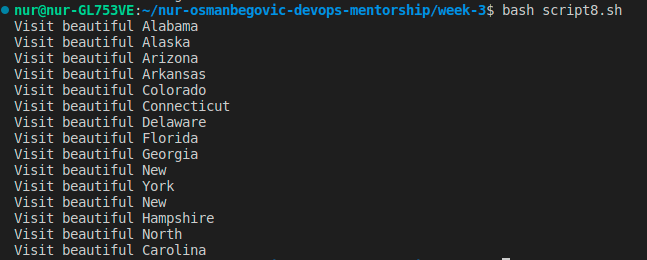 nur@nur-GL753VE:~/nur-osmanbegovic-devops-mentorship/week-3$ bash script8.sh
Visit beautiful Alabama
Visit beautiful Alaska
Visit beautiful Arizona
Visit beautiful Arkansas
Visit beautiful Colorado
Visit beautiful Connecticut
Visit beautiful Delaware
Visit beautiful Florida
Visit beautiful Georgia
Visit beautiful New
Visit beautiful York
Visit beautiful New
Visit beautiful Hampshire
Visit beautiful North
Visit beautiful Carolina